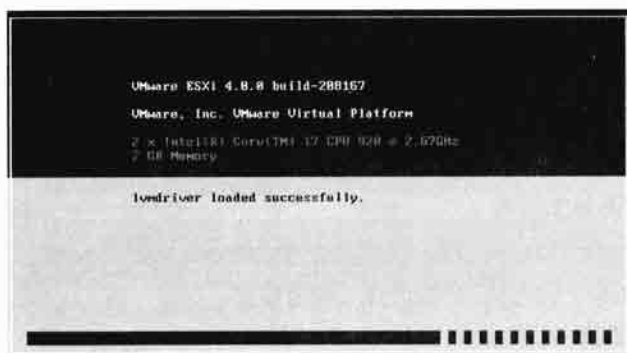 VMware ESXi 4.0.0 build-208167
VMware, Inc. VMware Virtual Platform
2 x Intel(R) Core(TM) i7 CPU 920 @ 2.67GHz
2 GB Memory
lvmdriver loaded successfully.